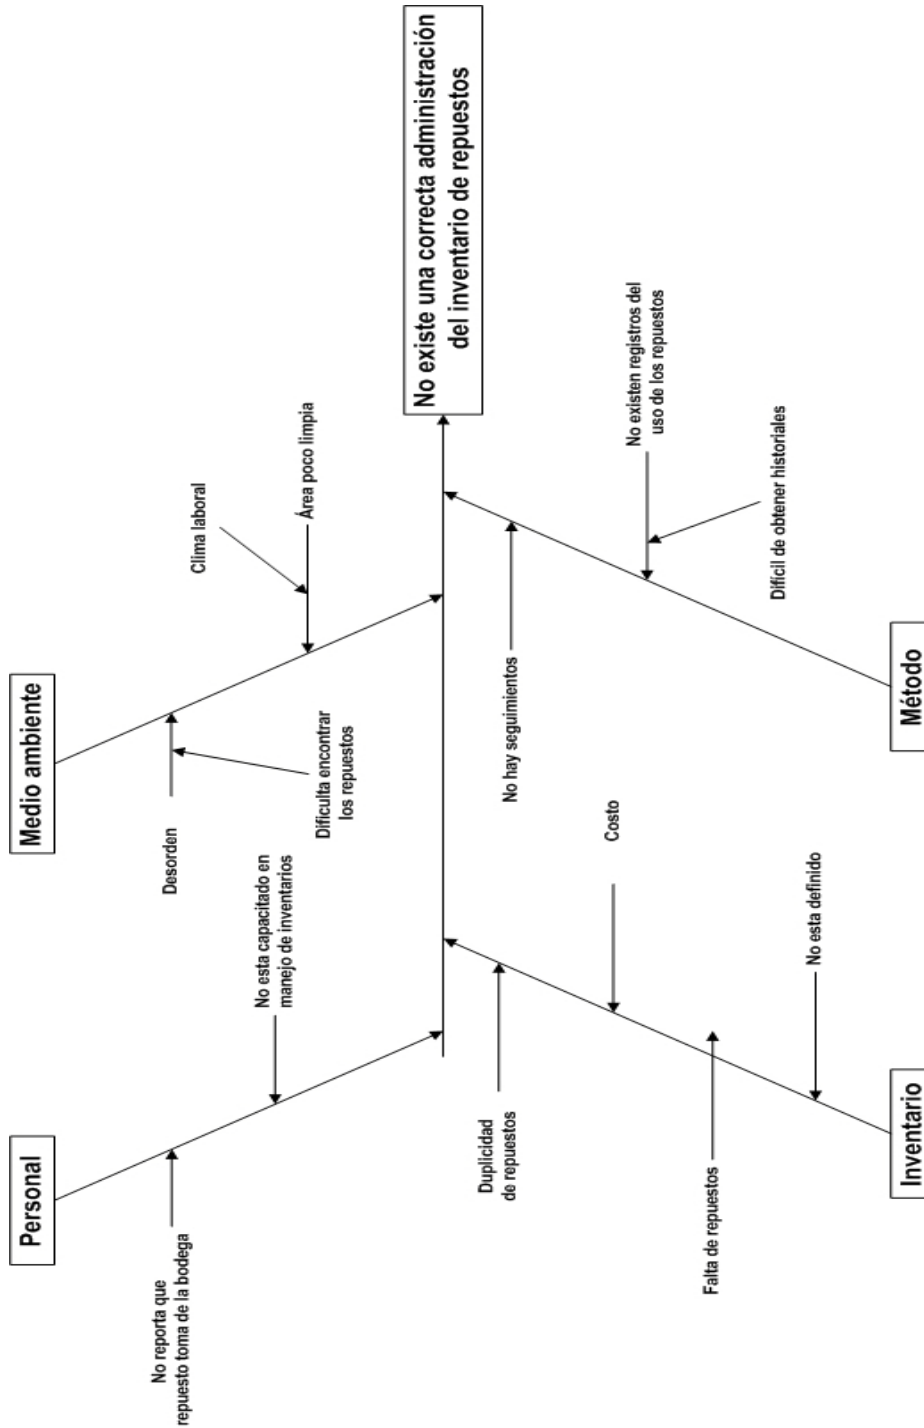 Personal
Medio ambiente
No reporta que
repuesto toma de la bodega
No esta capacitado en
manejo de inventarios
Desorden
Dificulta encontrar
los repuestos
Clima laboral
Área poco limpia
No existe una correcta administración
del inventario de repuestos
Duplicidad
de repuestos
Costo
Falta de repuestos
No esta definido
No hay seguimientos
No existen registros del
uso de los repuestos
Difícil de obtener historiales
Inventario
Método